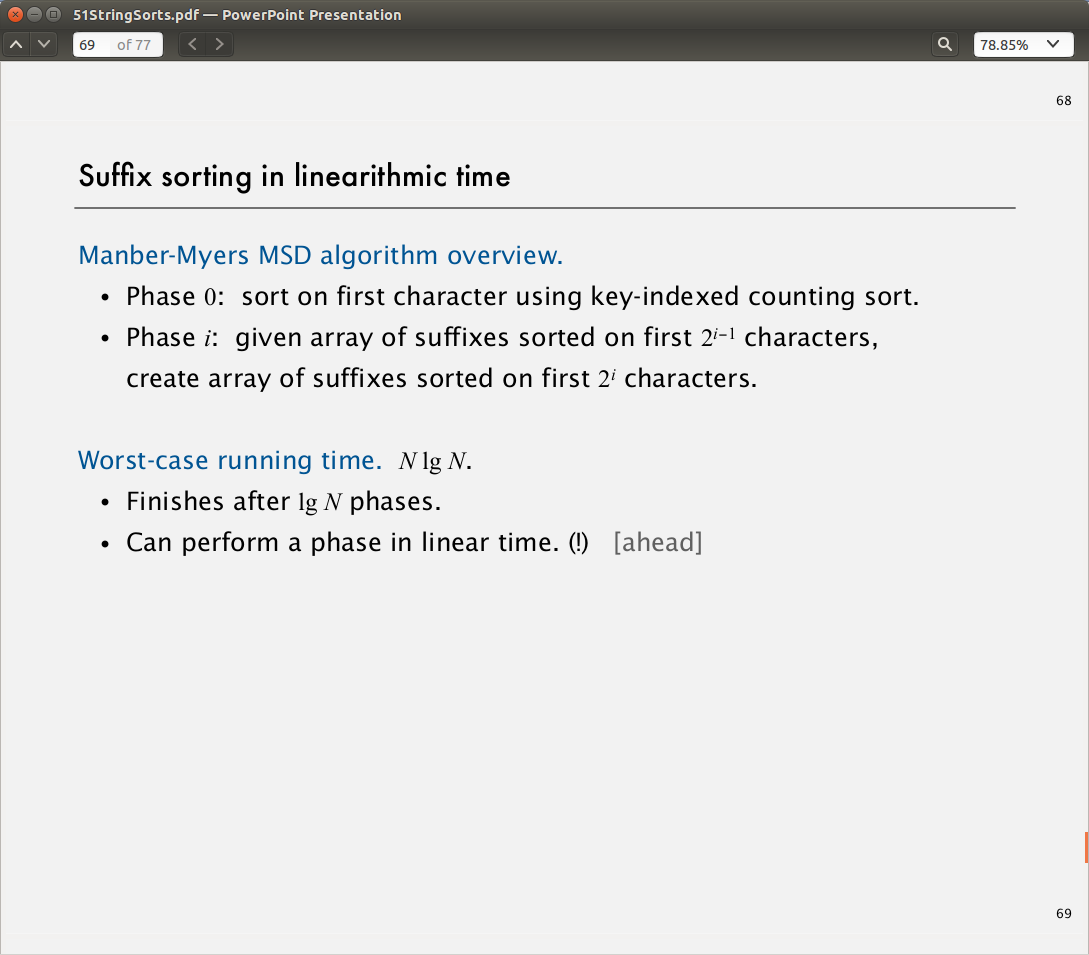 51StringSorts.pdf — PowerPoint Presentation
69 of 77 78.85%
68
Suffix sorting in linearithmic time
Manber-Myers MSD algorithm overview.
• Phase 0: sort on first character using key-indexed counting sort.
• Phase i: given array of suffixes sorted on first 2^{i–1} characters,
create array of suffixes sorted on first 2^i characters.
Worst-case running time. N lg N.
• Finishes after lg N phases.
• Can perform a phase in linear time. (!) [ahead]
69